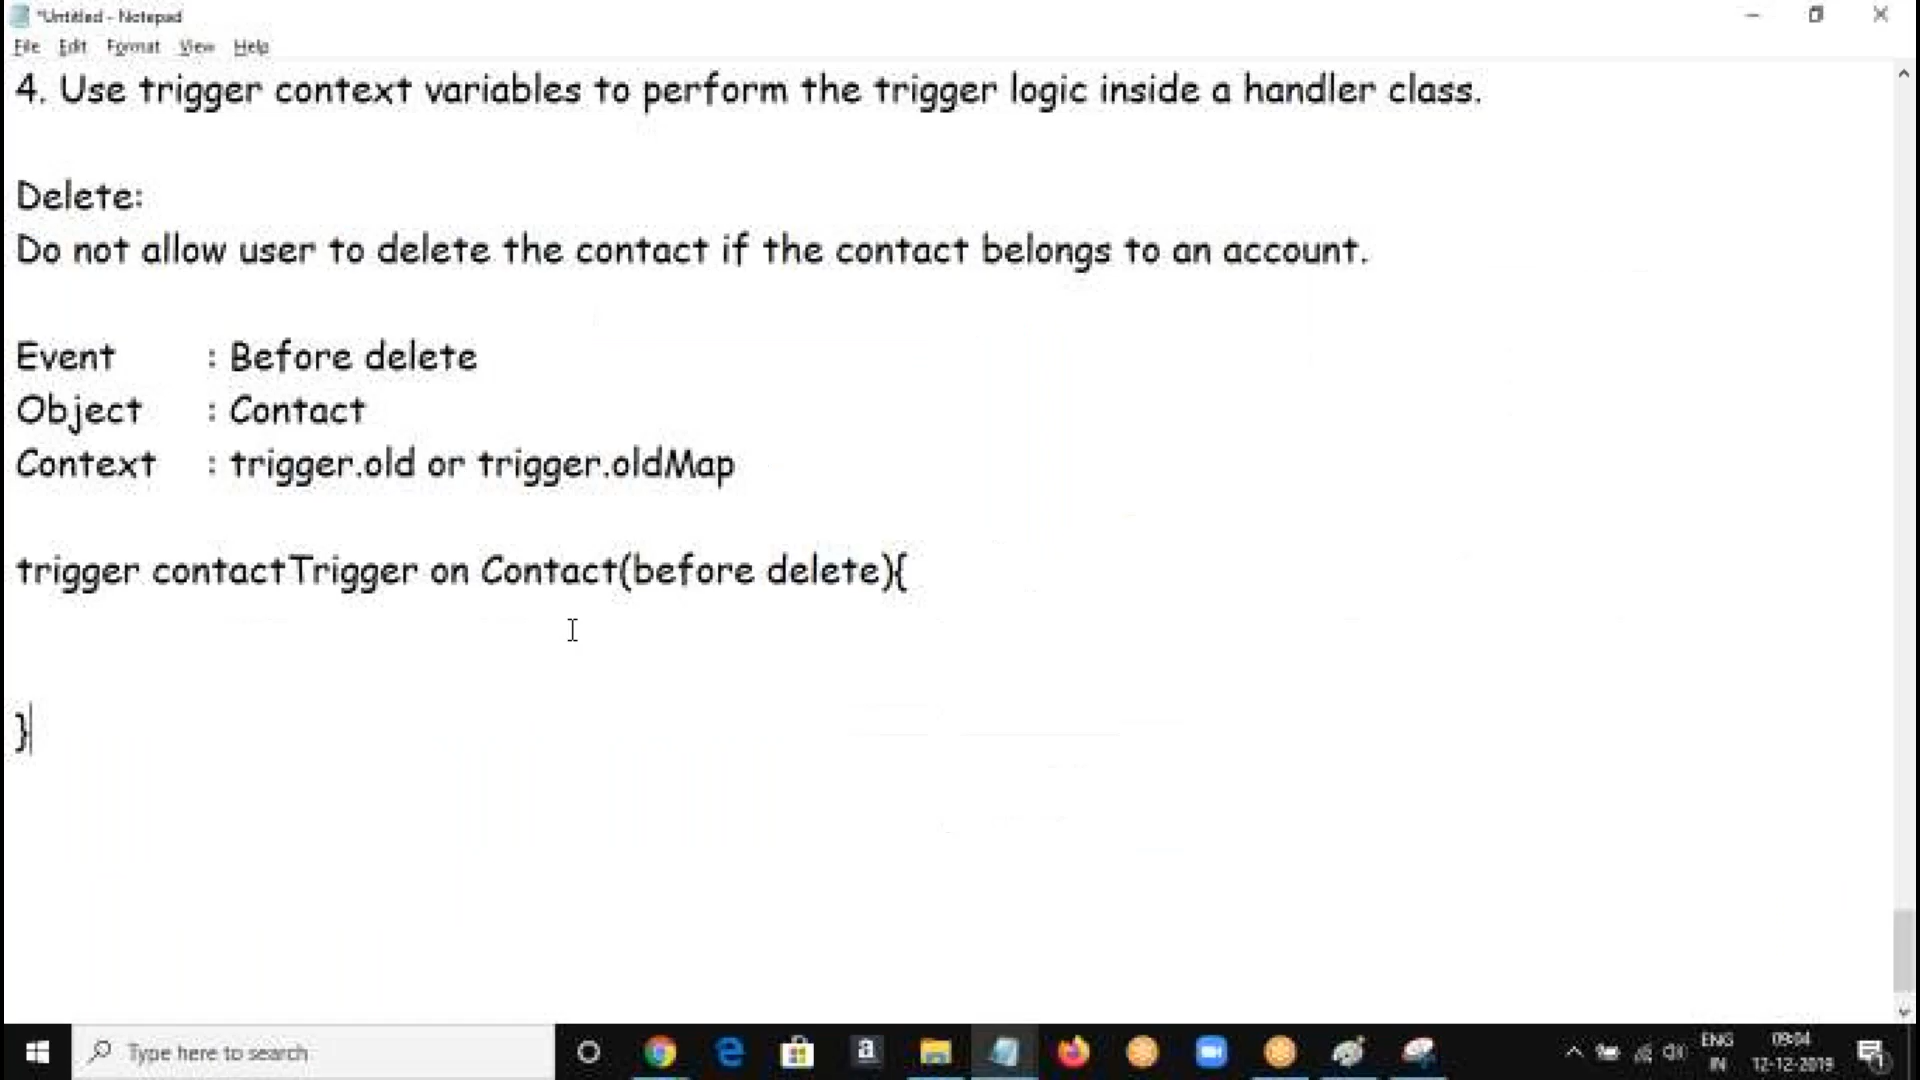 *Untitled - Notepad
File Edit Format View Help
4. Use trigger context variables to perform the trigger logic inside a handler class.
Delete:
Do not allow user to delete the contact if the contact belongs to an account.
Event : Before delete
Object : Contact
Context : trigger.old or trigger.oldMap
trigger contactTrigger on Contact(before delete){
}
Type here to search
a
ENG
IN
09:04
12-12-2019
1